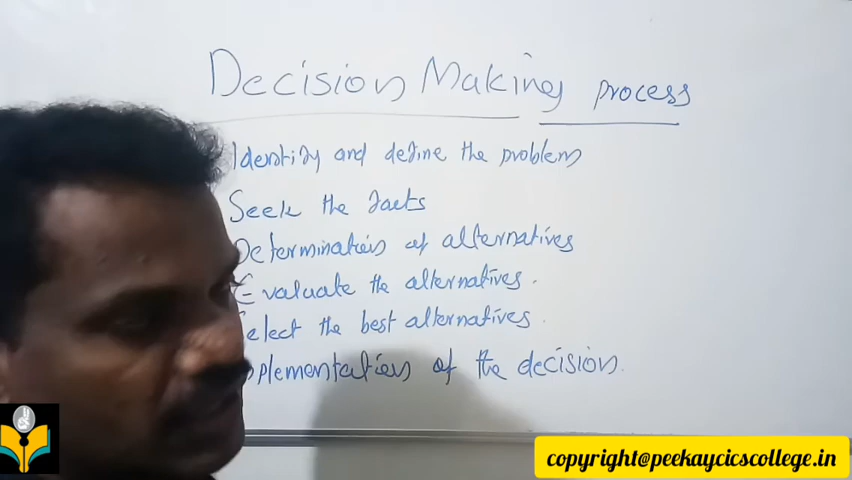 Decision Making process
Identify and define the problem
Seek the facts
Determination of alternatives
Evaluate the alternatives.
elect the best alternatives.
plementation of the decision.
copyright@peekaycicscollege.in